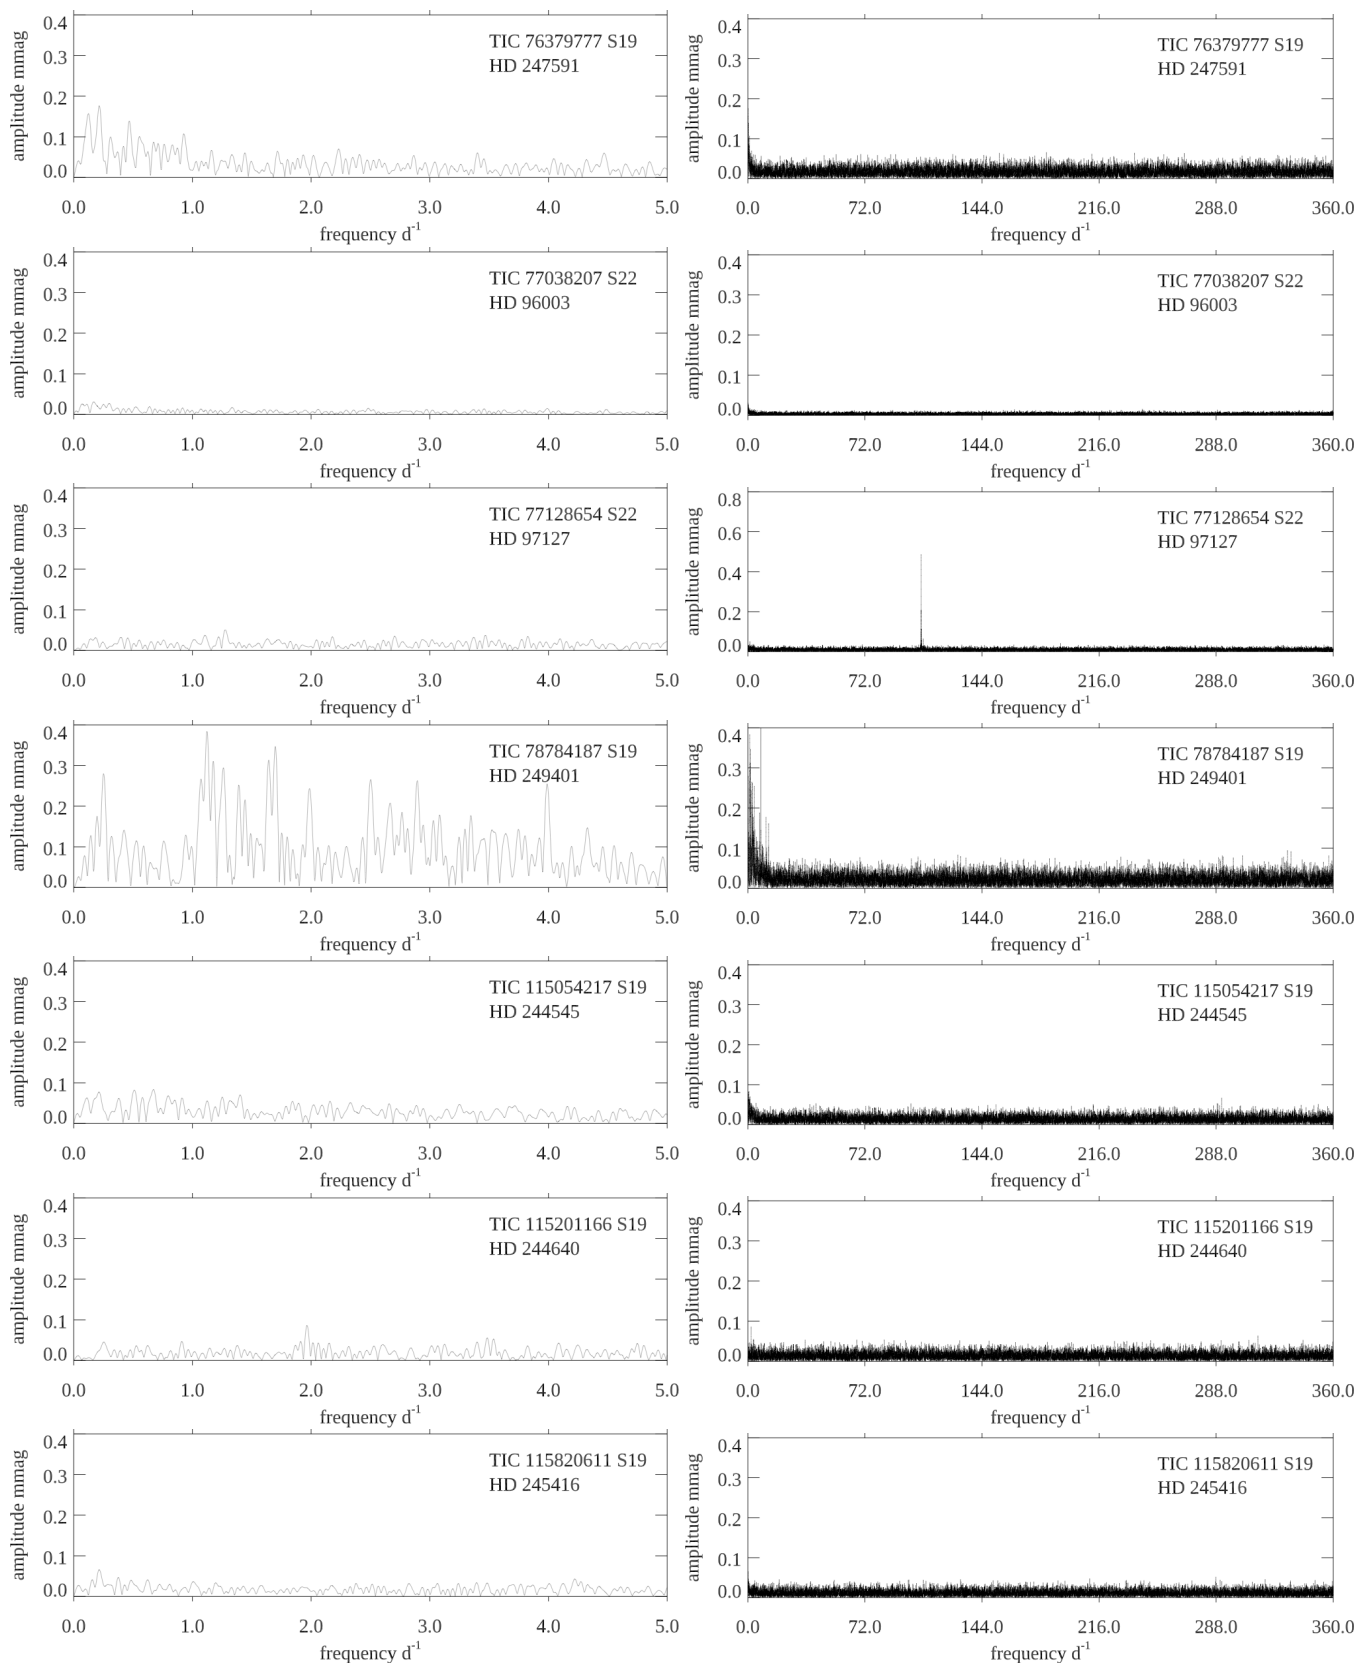 amplitude mmag
0.4
0.3
0.2
0.1
0.0
TIC 76379777 S19
HD 247591
0.0 1.0 2.0 3.0 4.0 5.0
frequency d-1
amplitude mmag
0.4
0.3
0.2
0.1
0.0
TIC 76379777 S19
HD 247591
0.0 72.0 144.0 216.0 288.0 360.0
frequency d-1
amplitude mmag
0.4
0.3
0.2
0.1
0.0
TIC 77038207 S22
HD 96003
0.0 1.0 2.0 3.0 4.0 5.0
frequency d-1
amplitude mmag
0.4
0.3
0.2
0.1
0.0
TIC 77038207 S22
HD 96003
0.0 72.0 144.0 216.0 288.0 360.0
frequency d-1
amplitude mmag
0.4
0.3
0.2
0.1
0.0
TIC 77128654 S22
HD 97127
0.0 1.0 2.0 3.0 4.0 5.0
frequency d-1
amplitude mmag
0.8
0.6
0.4
0.2
0.0
TIC 77128654 S22
HD 97127
0.0 72.0 144.0 216.0 288.0 360.0
frequency d-1
amplitude mmag
0.4
0.3
0.2
0.1
0.0
TIC 78784187 S19
HD 249401
0.0 1.0 2.0 3.0 4.0 5.0
frequency d-1
amplitude mmag
0.4
0.3
0.2
0.1
0.0
TIC 78784187 S19
HD 249401
0.0 72.0 144.0 216.0 288.0 360.0
frequency d-1
amplitude mmag
0.4
0.3
0.2
0.1
0.0
TIC 115054217 S19
HD 244545
0.0 1.0 2.0 3.0 4.0 5.0
frequency d-1
amplitude mmag
0.4
0.3
0.2
0.1
0.0
TIC 115054217 S19
HD 244545
0.0 72.0 144.0 216.0 288.0 360.0
frequency d-1
amplitude mmag
0.4
0.3
0.2
0.1
0.0
TIC 115201166 S19
HD 244640
0.0 1.0 2.0 3.0 4.0 5.0
frequency d-1
amplitude mmag
0.4
0.3
0.2
0.1
0.0
TIC 115201166 S19
HD 244640
0.0 72.0 144.0 216.0 288.0 360.0
frequency d-1
amplitude mmag
0.4
0.3
0.2
0.1
0.0
TIC 115820611 S19
HD 245416
0.0 1.0 2.0 3.0 4.0 5.0
frequency d-1
amplitude mmag
0.4
0.3
0.2
0.1
0.0
TIC 115820611 S19
HD 245416
0.0 72.0 144.0 216.0 288.0 360.0
frequency d-1